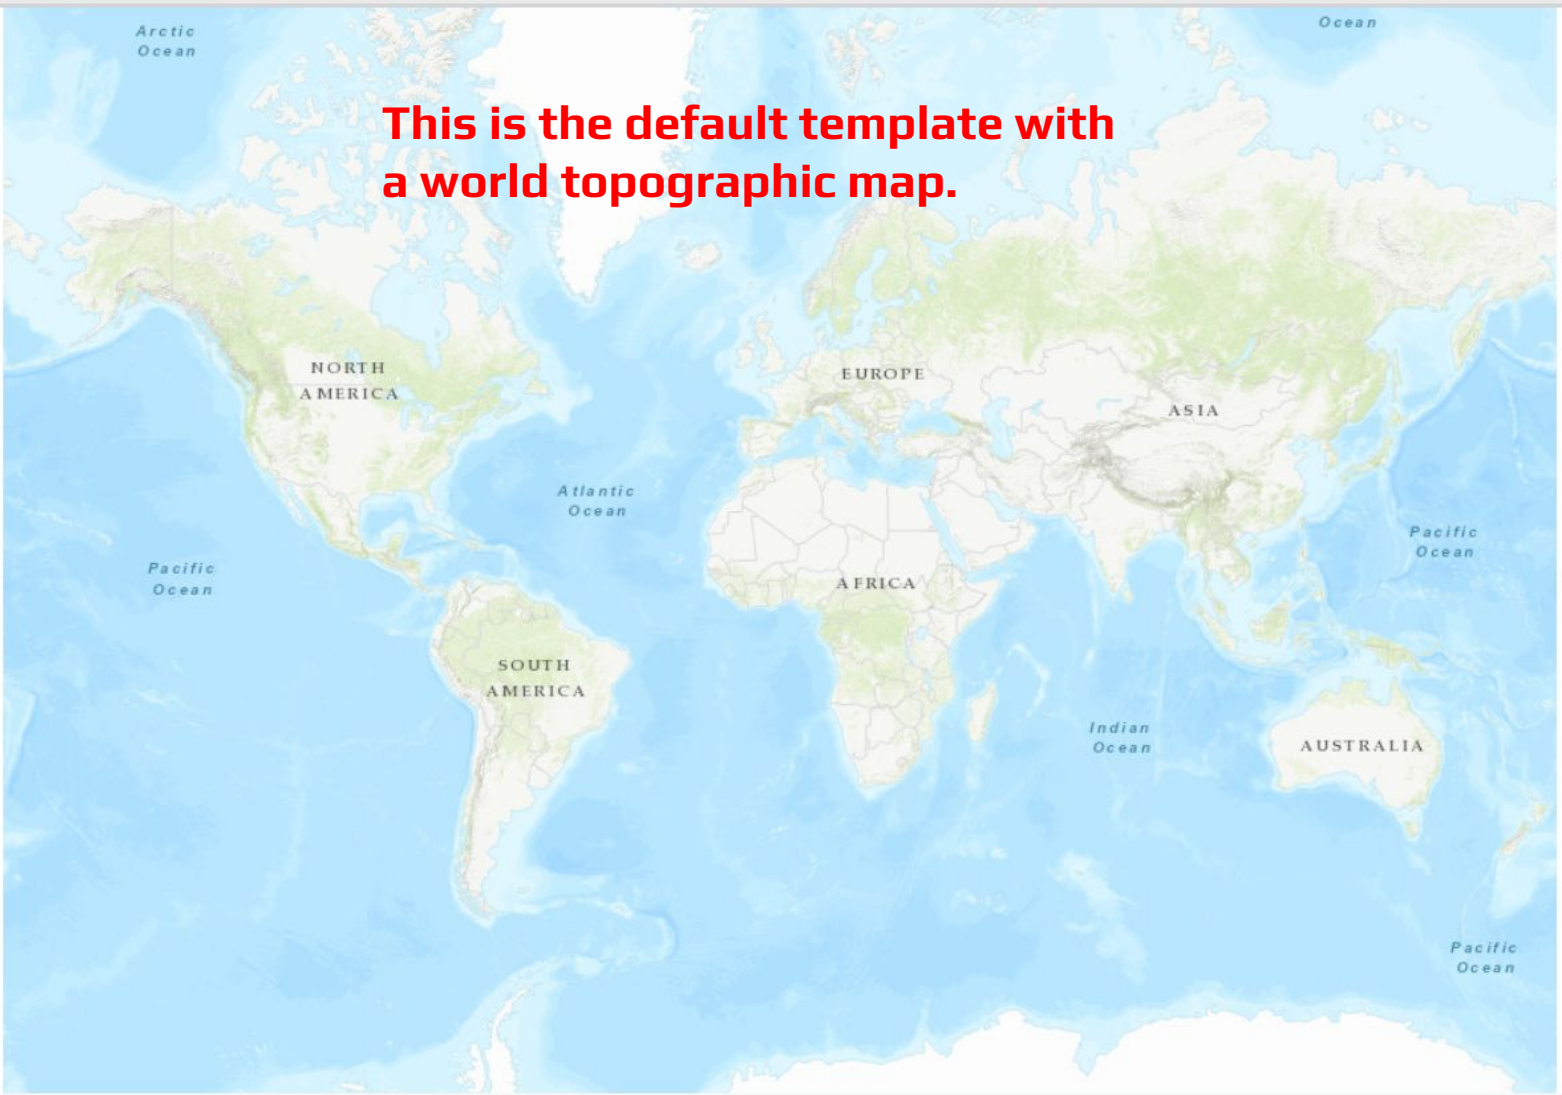 Arctic
Ocean
Ocean
This is the default template with
a world topographic map.
NORTH
AMERICA
EUROPE
ASIA
Atlantic
Ocean
Pacific
Ocean
Pacific
Ocean
AFRICA
SOUTH
AMERICA
Indian
Ocean
AUSTRALIA
Pacific
Ocean